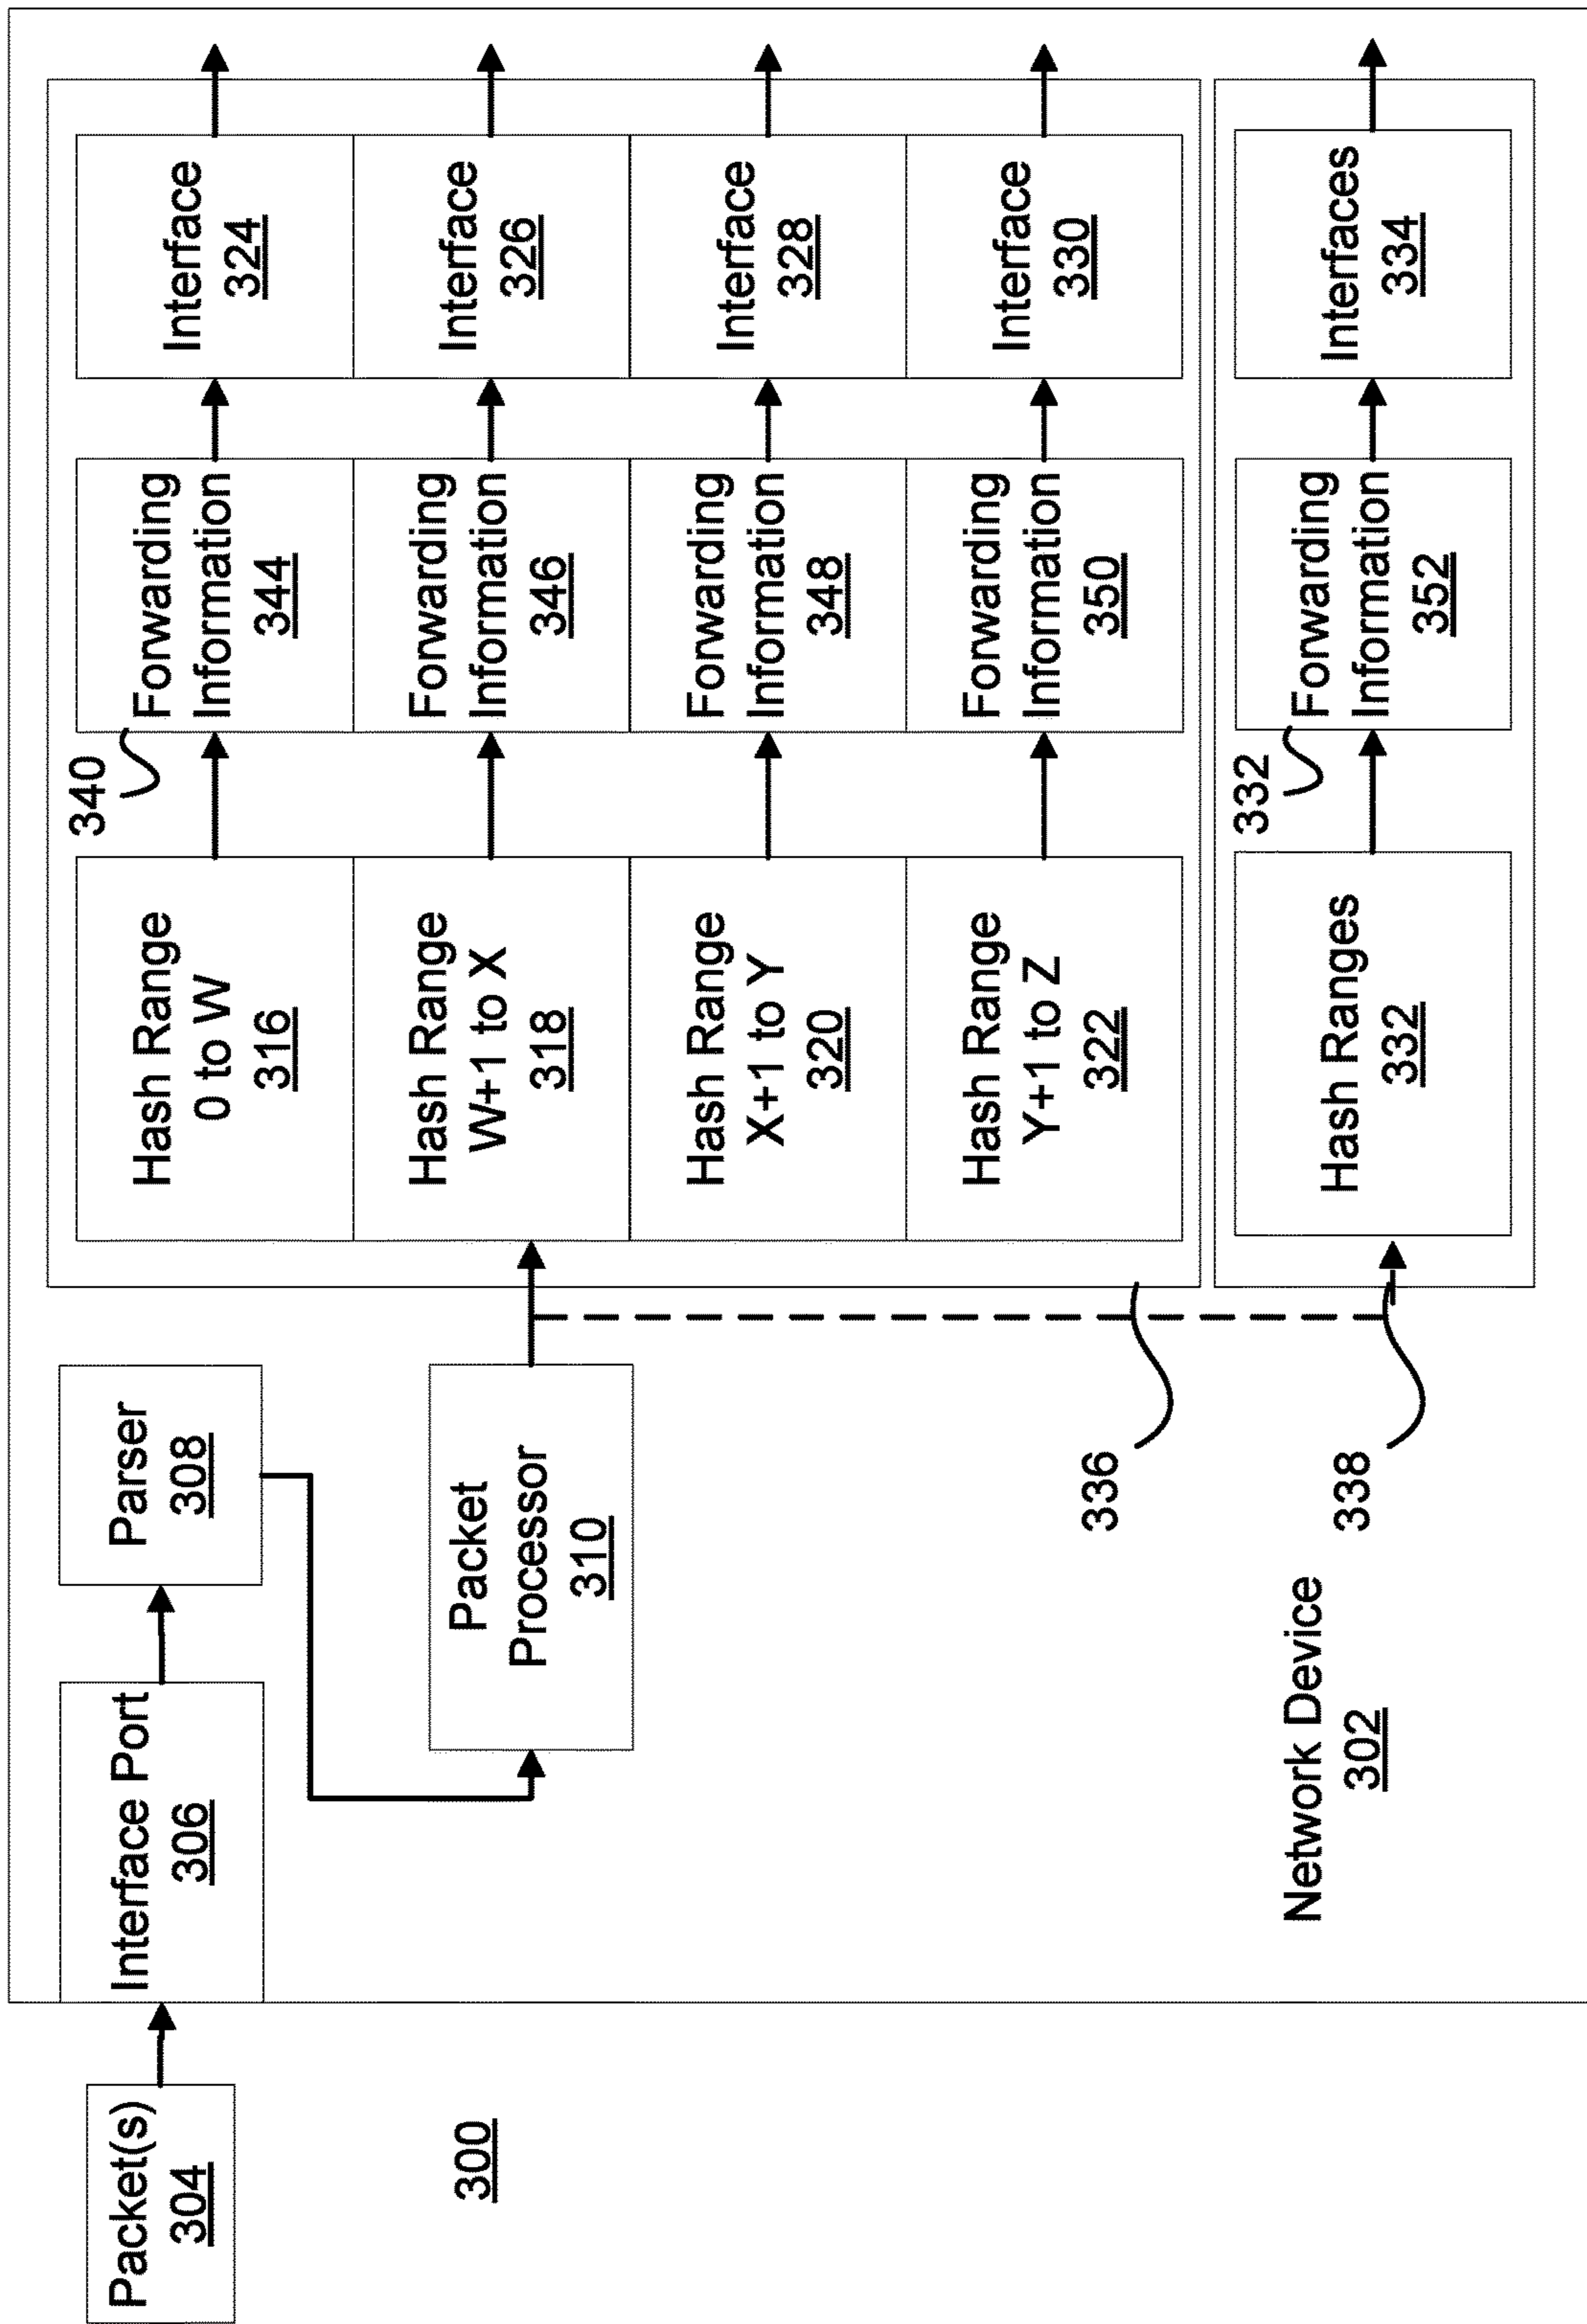 Packet(s)
304
Interface Port
306
Parser
308
Packet
Processor
310
300
Network Device
302
336
338
Hash Range
0 to W
316
Hash Range
W+1 to X
318
Hash Range
X+1 to Y
320
Hash Range
Y+1 to Z
322
Hash Ranges
332
340
332
Forwarding
Information
344
Forwarding
Information
346
Forwarding
Information
348
Forwarding
Information
350
Forwarding
Information
352
Interface
324
Interface
326
Interface
328
Interface
330
Interfaces
334